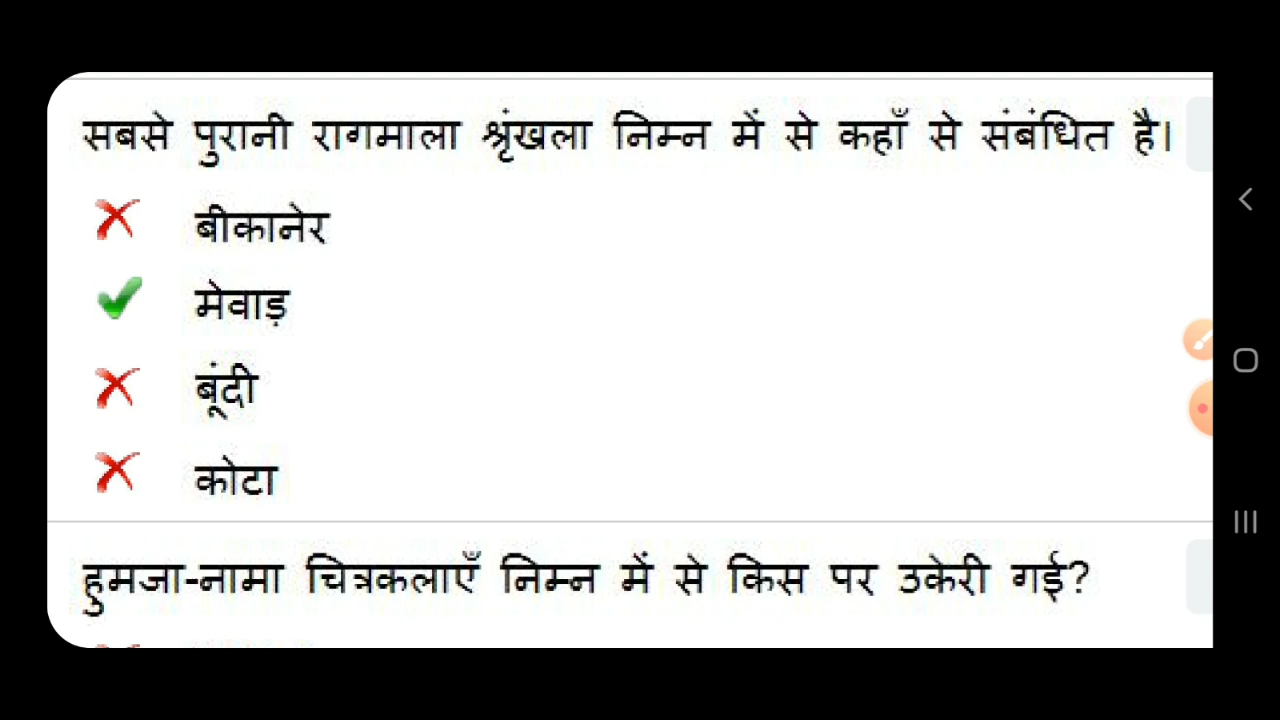 सबसे पुरानी रागमाला श्रृंखला निम्न में से कहाँ से संबंधित है।
बीकानेर
मेवाड़
बूंदी
कोटा
हुमजा-नामा चित्रकलाएँ निम्न में से किस पर उकेरी गई?